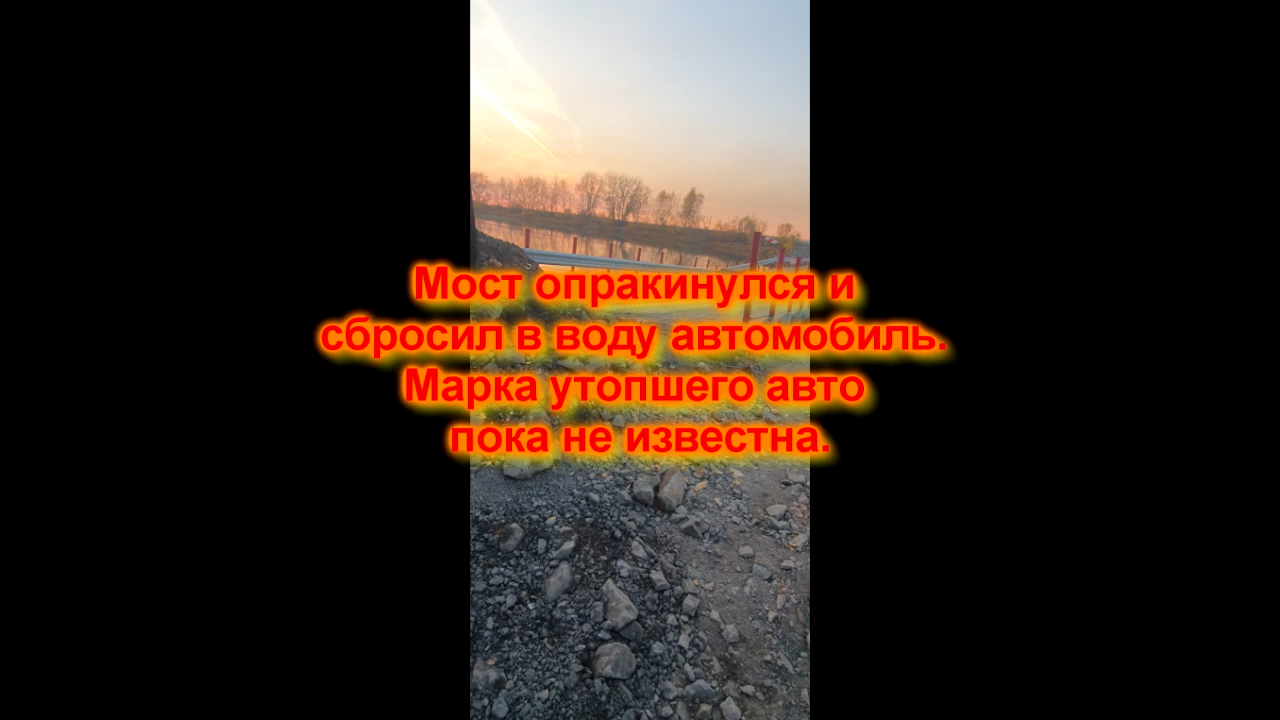 Мост опракинулся и
сбросил в воду автомобиль.
Марка утопшего авто
пока не известна.